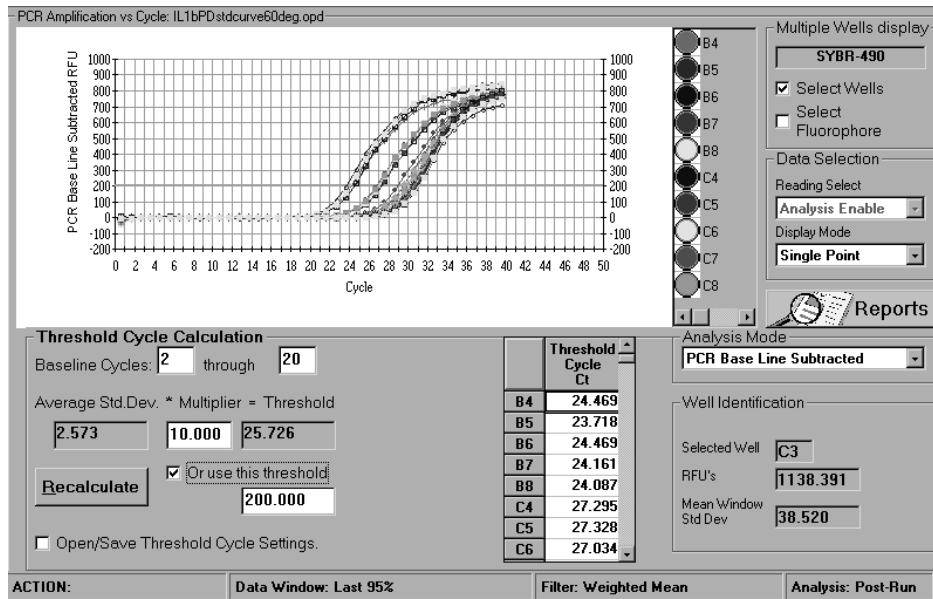 PCR Amplification vs Cycle: IL1bPDstdcurve60deg.opd
PCR Base Line Subtracted RFU
1000 1000
900 900
800 800
700 700
600 600
500 500
400 400
300 300
200 200
100 100
0 0
-100 -100
-200 -200
0 2 4 6 8 10 12 14 16 18 20 22 24 26 28 30 32 34 36 38 40 42 44 46 48 50
Cycle
B4
B5
B6
B7
B8
C4
C5
C6
C7
C8
Multiple Wells display
SYBR-490
Select Wells
Select
Fluorophore
Data Selection
Reading Select
Analysis Enable
Display Mode
Single Point
Reports
Threshold Cycle Calculation
Baseline Cycles: 2 through 20
Average Std.Dev. * Multiplier = Threshold
2.573 10.000 25.726
Recalculate
Or use this threshold
200.000
Open/Save Threshold Cycle Settings.
Threshold
Cycle
Ct
B4 24.469
B5 23.718
B6 24.469
B7 24.161
B8 24.087
C4 27.295
C5 27.328
C6 27.034
Analysis Mode
PCR Base Line Subtracted
Well Identification
Selected Well C3
RFU's 1138.391
Mean Window
Std Dev 38.520
ACTION: Data Window: Last 95% Filter: Weighted Mean Analysis: Post-Run